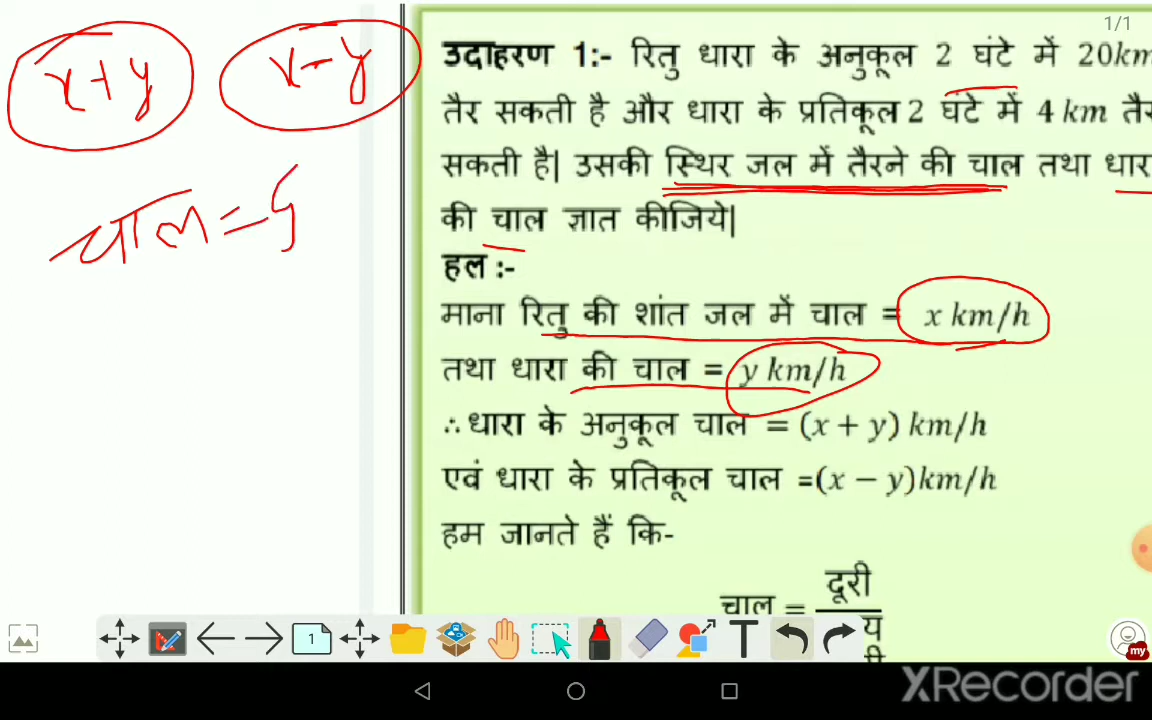 1/1
x+y
x-y
चाल=
उदाहरण 1:- रितु धारा के अनुकूल 2 घंटे में 20km
तैर सकती है और धारा के प्रतिकूल 2 घंटे में 4 km तैर
सकती है| उसकी स्थिर जल में तैरने की चाल तथा धार
की चाल ज्ञात कीजिये|
हल :-
माना रितु की शांत जल में चाल = x km/h
तथा धारा की चाल = y km/h
∴ धारा के अनुकूल चाल = (x + y) km/h
एवं धारा के प्रतिकूल चाल =(x − y)km/h
हम जानते हैं कि-
दूरी
चाल =
1
T
my
XRecorder